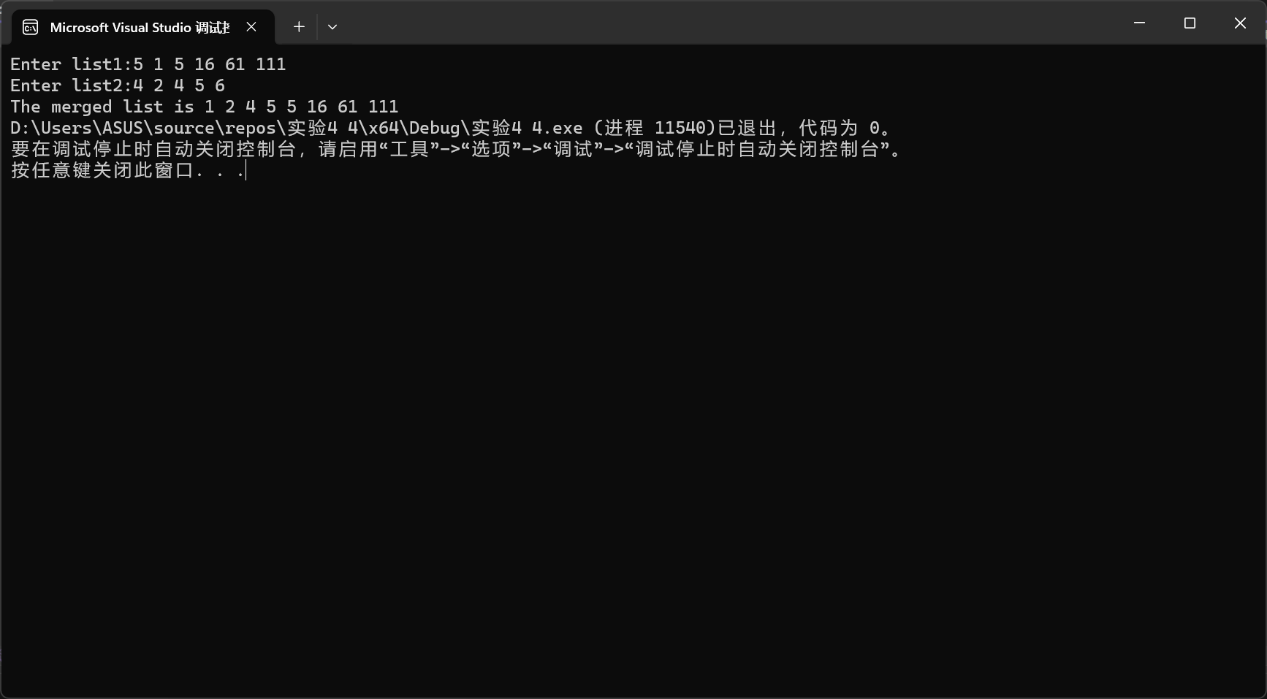 Microsoft Visual Studio 调试
Enter list1:5 1 5 16 61 111
Enter list2:4 2 4 5 6
The merged list is 1 2 4 5 5 16 61 111
D:\Users\ASUS\source\repos\实验4 4\x64\Debug\实验4 4.exe (进程 11540)已退出，代码为 0。
要在调试停止时自动关闭控制台，请启用“工具”->“选项”->“调试”->“调试停止时自动关闭控制台”。
按任意键关闭此窗口. . .